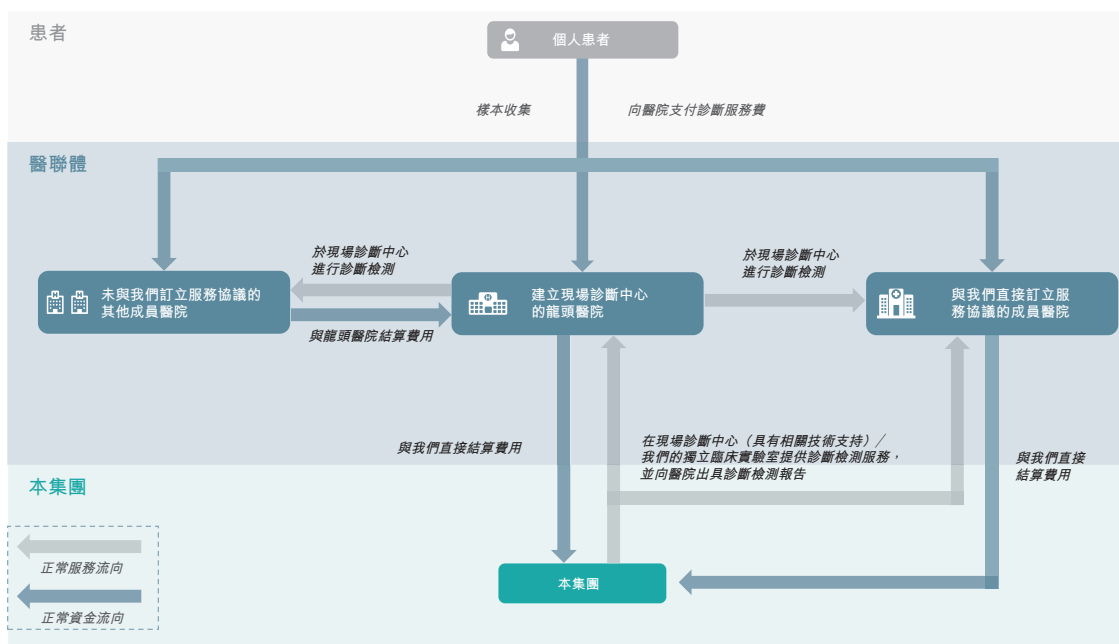 患者
個人患者
樣本收集
向醫院支付診斷服務費
醫聯體
於現場診斷中心
進行診斷檢測
於現場診斷中心
進行診斷檢測
未與我們訂立服務協議的
其他成員醫院
建立現場診斷中心
的龍頭醫院
與我們直接訂立服
務協議的成員醫院
與龍頭醫院結算費用
與我們直接結算費用
在現場診斷中心（具有相關技術支持）／
我們的獨立臨床實驗室提供診斷檢測服務，
並向醫院出具診斷檢測報告
與我們直接
結算費用
本集團
正常服務流向
正常資金流向
本集團